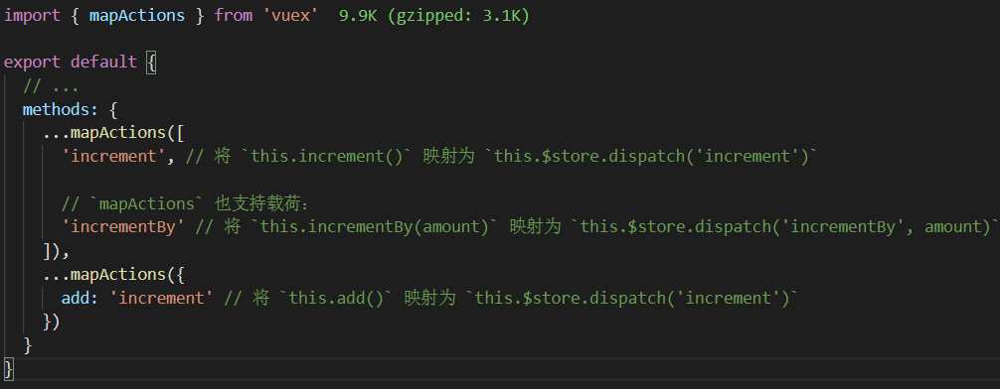 import { mapActions } from 'vuex'  9.9K (gzipped: 3.1K)

export default {
  // ...
  methods: {
    ...mapActions([
      'increment', // 将 `this.increment()` 映射为 `this.$store.dispatch('increment')`

      // `mapActions` 也支持载荷：
      'incrementBy' // 将 `this.incrementBy(amount)` 映射为 `this.$store.dispatch('incrementBy', amount)`
    ]),
    ...mapActions({
      add: 'increment' // 将 `this.add()` 映射为 `this.$store.dispatch('increment')`
    })
  }
}